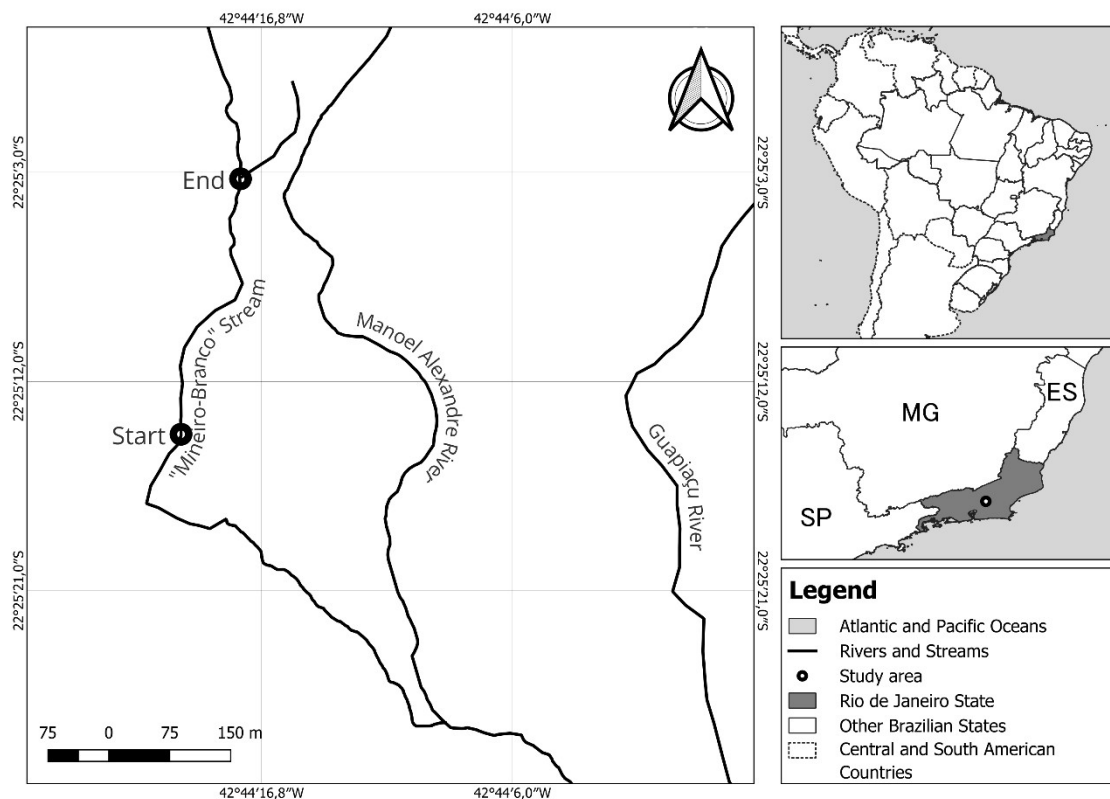 42°44'16,8"W
42°44'6,0"W
22°25'3,0"S
22°25'3,0"S
End
"Mineiro-Branco" Stream
Manoel Alexandre River
22°25'12,0"S
22°25'12,0"S
Start
Guapiaçu River
22°25'21,0"S
22°25'21,0"S
75 0 75 150 m
42°44'16,8"W
42°44'6,0"W
MG
ES
SP
Legend
Atlantic and Pacific Oceans
Rivers and Streams
Study area
Rio de Janeiro State
Other Brazilian States
Central and South American
Countries